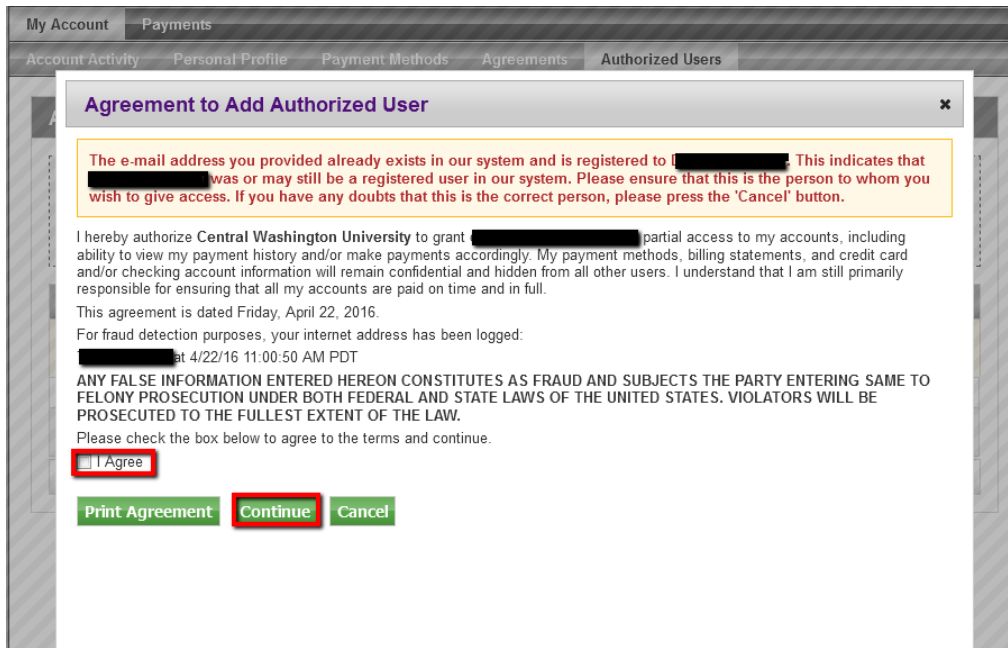 My Account Payments
Account Activity Personal Profile Payment Methods Agreements Authorized Users
Agreement to Add Authorized User
The e-mail address you provided already exists in our system and is registered to . This indicates that
was or may still be a registered user in our system. Please ensure that this is the person to whom you
wish to give access. If you have any doubts that this is the correct person, please press the 'Cancel' button.
I hereby authorize Central Washington University to grant partial access to my accounts, including
ability to view my payment history and/or make payments accordingly. My payment methods, billing statements, and credit card
and/or checking account information will remain confidential and hidden from all other users. I understand that I am still primarily
responsible for ensuring that all my accounts are paid on time and in full.
This agreement is dated Friday, April 22, 2016.
For fraud detection purposes, your internet address has been logged:
at 4/22/16 11:00:50 AM PDT
ANY FALSE INFORMATION ENTERED HEREON CONSTITUTES AS FRAUD AND SUBJECTS THE PARTY ENTERING SAME TO
FELONY PROSECUTION UNDER BOTH FEDERAL AND STATE LAWS OF THE UNITED STATES. VIOLATORS WILL BE
PROSECUTED TO THE FULLEST EXTENT OF THE LAW.
Please check the box below to agree to the terms and continue.
I Agree
Print Agreement Continue Cancel